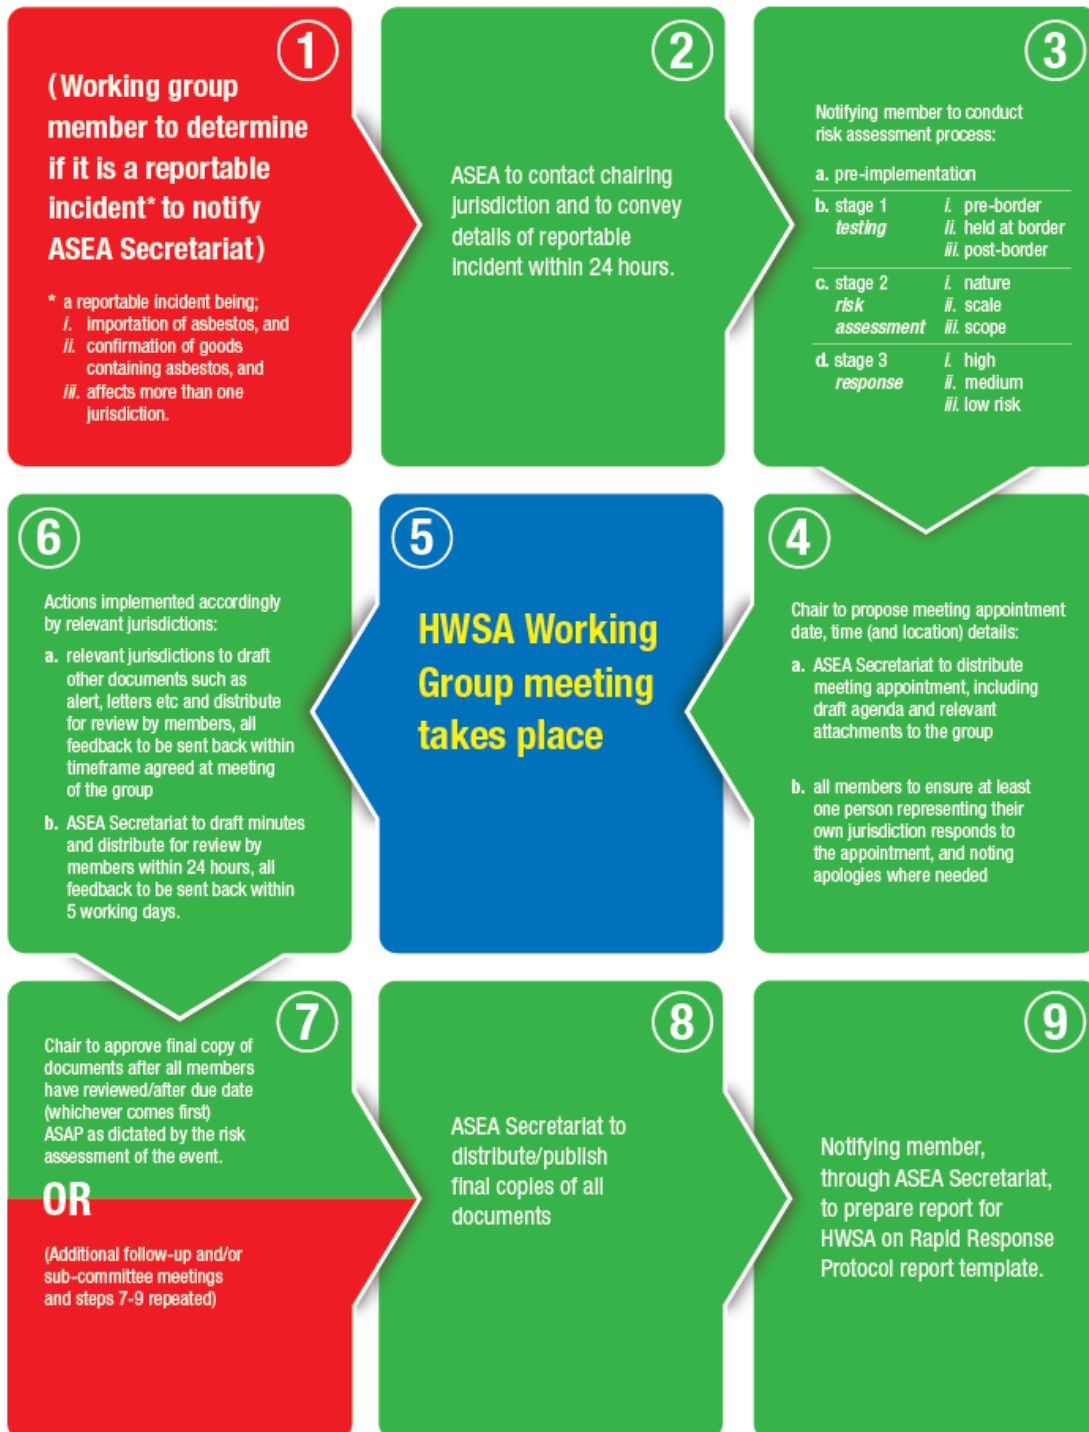 1
(Working group
member to determine
if it is a reportable
incident* to notify
ASEA Secretariat)
* a reportable incident being;
i. importation of asbestos, and
ii. confirmation of goods
containing asbestos, and
iii. affects more than one
jurisdiction.
2
ASEA to contact chairing
jurisdiction and to convey
details of reportable
incident within 24 hours.
3
Notifying member to conduct
risk assessment process:
a. pre-implementation
b. stage 1 i. pre-border
testing ii. held at border
iii. post-border
c. stage 2 i. nature
risk ii. scale
assessment iii. scope
d. stage 3 i. high
response ii. medium
iii. low risk
4
Chair to propose meeting appointment
date, time (and location) details:
a. ASEA Secretariat to distribute
meeting appointment, including
draft agenda and relevant
attachments to the group
b. all members to ensure at least
one person representing their
own jurisdiction responds to
the appointment, and noting
apologies where needed
5
HWSA Working
Group meeting
takes place
6
Actions implemented accordingly
by relevant jurisdictions:
a. relevant jurisdictions to draft
other documents such as
alert, letters etc and distribute
for review by members, all
feedback to be sent back within
timeframe agreed at meeting
of the group
b. ASEA Secretariat to draft minutes
and distribute for review by
members within 24 hours, all
feedback to be sent back within
5 working days.
7
Chair to approve final copy of
documents after all members
have reviewed/after due date
(whichever comes first)
ASAP as dictated by the risk
assessment of the event.
OR
(Additional follow-up and/or
sub-committee meetings
and steps 7-9 repeated)
8
ASEA Secretariat to
distribute/publish
final copies of all
documents
9
Notifying member,
through ASEA Secretariat,
to prepare report for
HWSA on Rapid Response
Protocol report template.